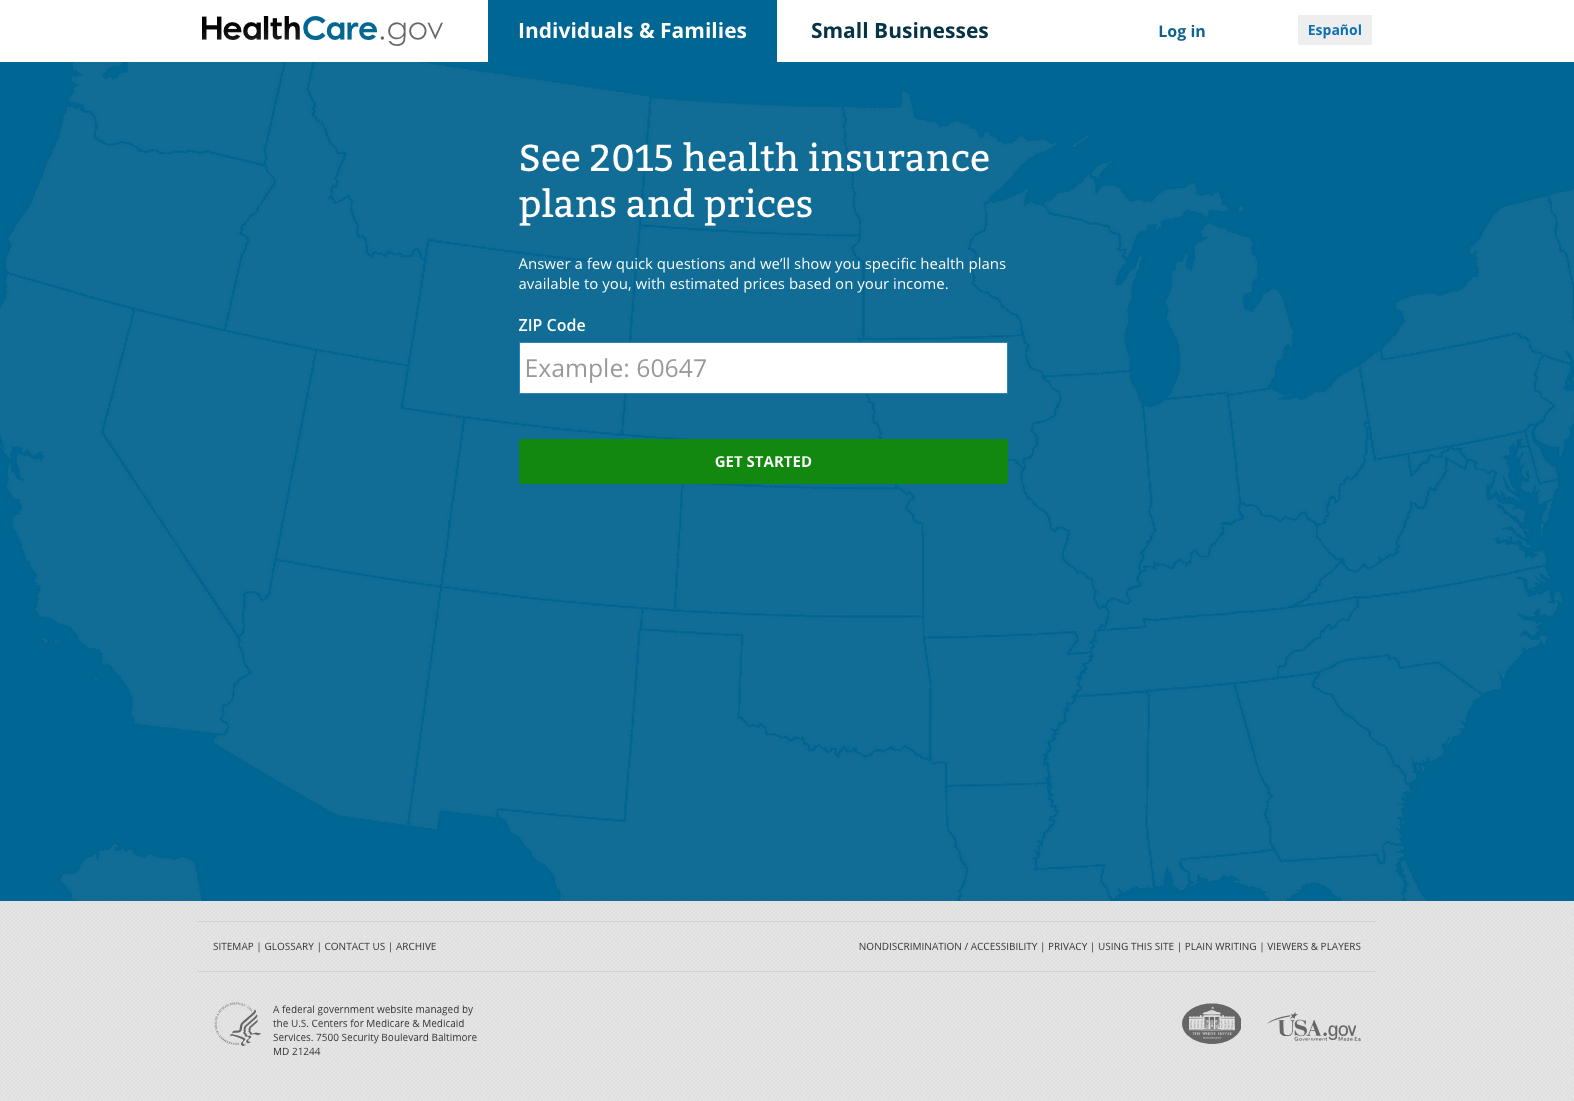 HealthCare.gov
Individuals & Families
Small Businesses
Log in
Español
See 2015 health insurance
plans and prices
Answer a few quick questions and we'll show you specific health plans
available to you, with estimated prices based on your income.
ZIP Code
Example: 60647
GET STARTED
SITEMAP | GLOSSARY | CONTACT US | ARCHIVE
NONDISCRIMINATION / ACCESSIBILITY | PRIVACY | USING THIS SITE | PLAIN WRITING | VIEWERS & PLAYERS
A federal government website managed by
the U.S. Centers for Medicare & Medicaid
Services. 7500 Security Boulevard Baltimore
MD 21244
THE WHITE HOUSE
USA.gov
Government Made Ea